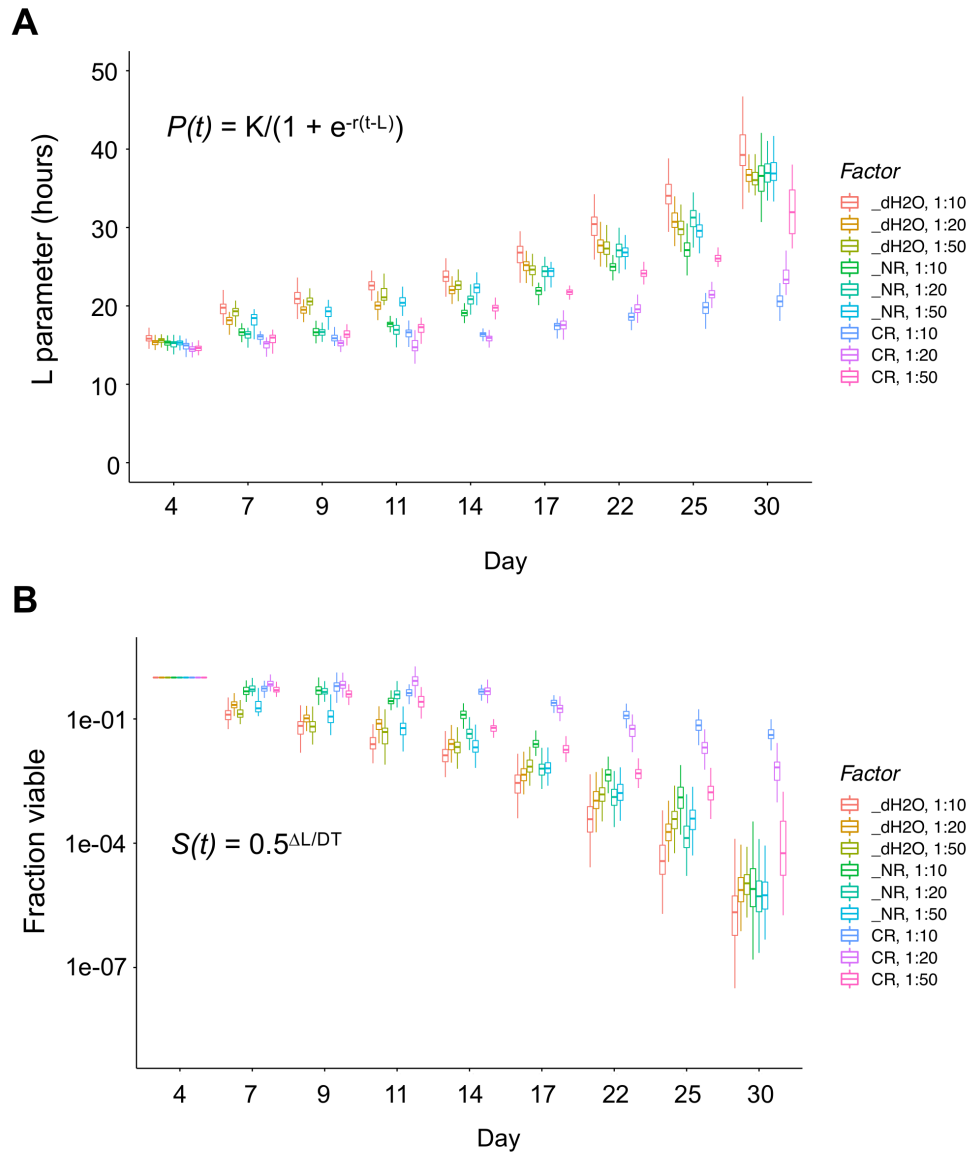 A
L parameter (hours)
50
40
30
20
10
0
P(t) = K/(1 + e-r(t-L))
4 7 9 11 14 17 22 25 30
Day
Factor
_dH2O, 1:10
_dH2O, 1:20
_dH2O, 1:50
_NR, 1:10
_NR, 1:20
_NR, 1:50
CR, 1:10
CR, 1:20
CR, 1:50
B
Fraction viable
1e-01
1e-04
1e-07
S(t) = 0.5ΔL/DT
4 7 9 11 14 17 22 25 30
Day
Factor
_dH2O, 1:10
_dH2O, 1:20
_dH2O, 1:50
_NR, 1:10
_NR, 1:20
_NR, 1:50
CR, 1:10
CR, 1:20
CR, 1:50